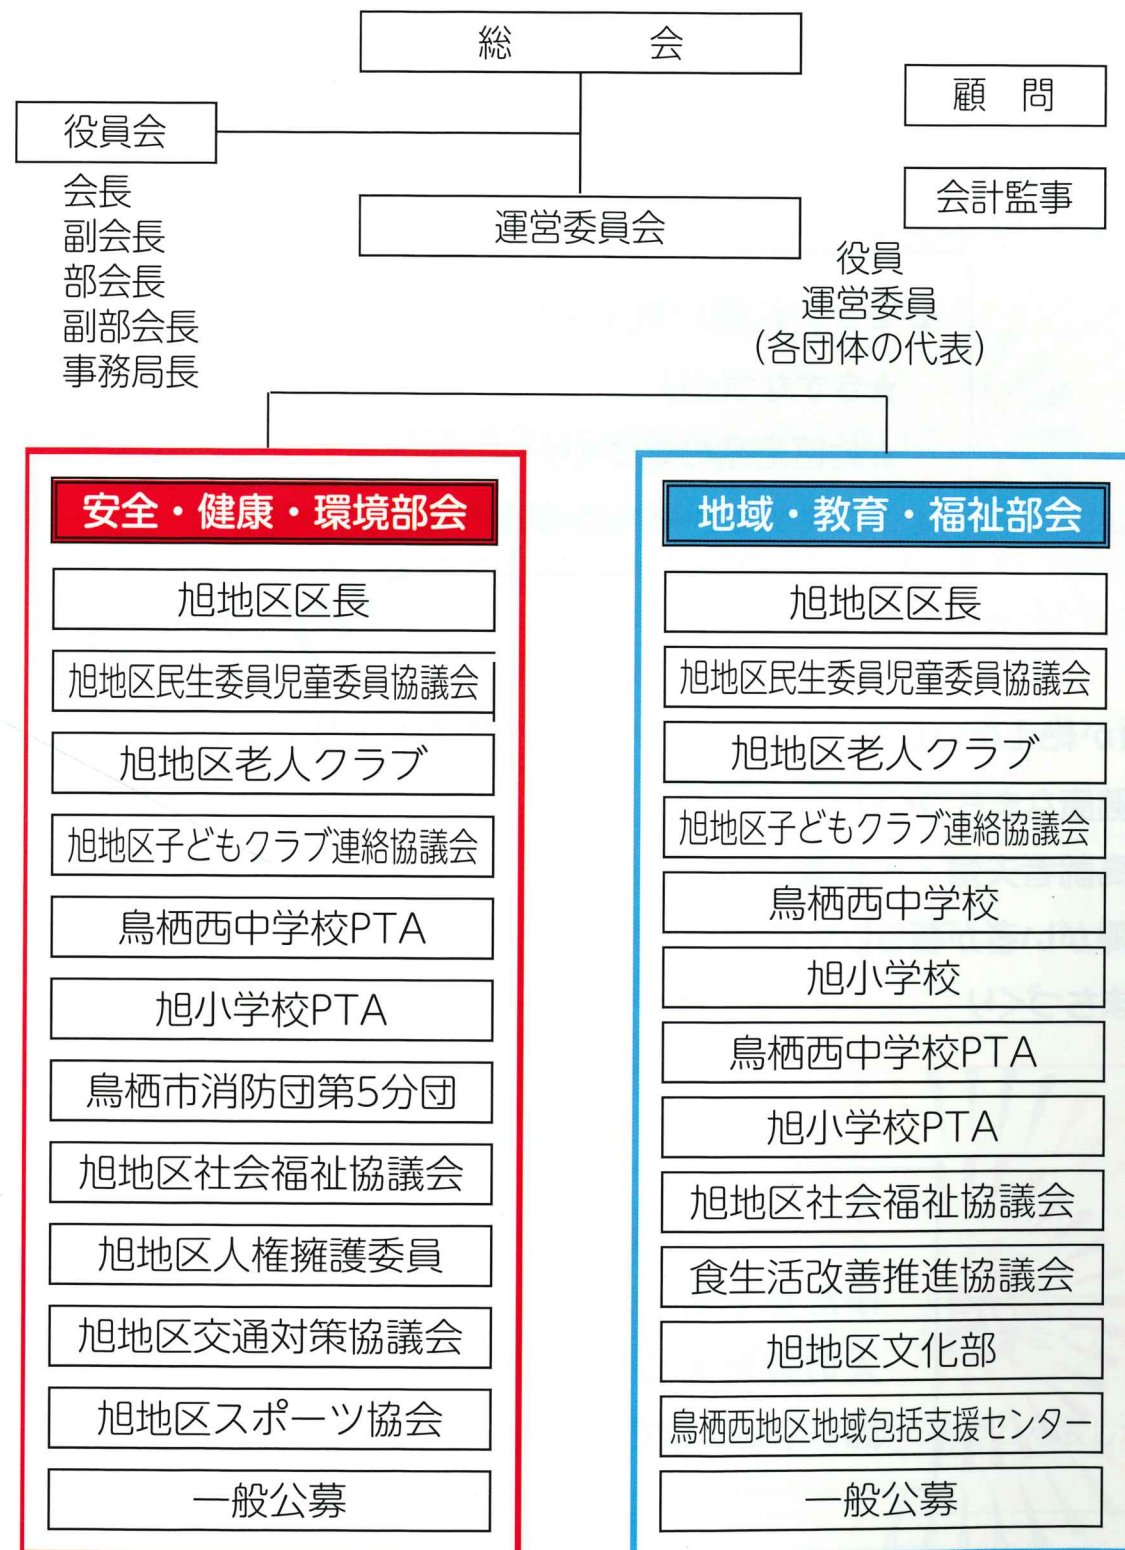 総会
役員会
会長
副会長
部会長
副部会長
事務局長
運営委員会
顧問
会計監事
役員
運営委員
(各団体の代表)
安全・健康・環境部会
旭地区区長
旭地区民生委員児童委員協議会
旭地区老人クラブ
旭地区子どもクラブ連絡協議会
鳥栖西中学校PTA
旭小学校PTA
鳥栖市消防団第5分団
旭地区社会福祉協議会
旭地区人権擁護委員
旭地区交通対策協議会
旭地区スポーツ協会
一般公募
地域・教育・福祉部会
旭地区区長
旭地区民生委員児童委員協議会
旭地区老人クラブ
旭地区子どもクラブ連絡協議会
鳥栖西中学校
旭小学校
鳥栖西中学校PTA
旭小学校PTA
旭地区社会福祉協議会
食生活改善推進協議会
旭地区文化部
鳥栖西地区地域包括支援センター
一般公募